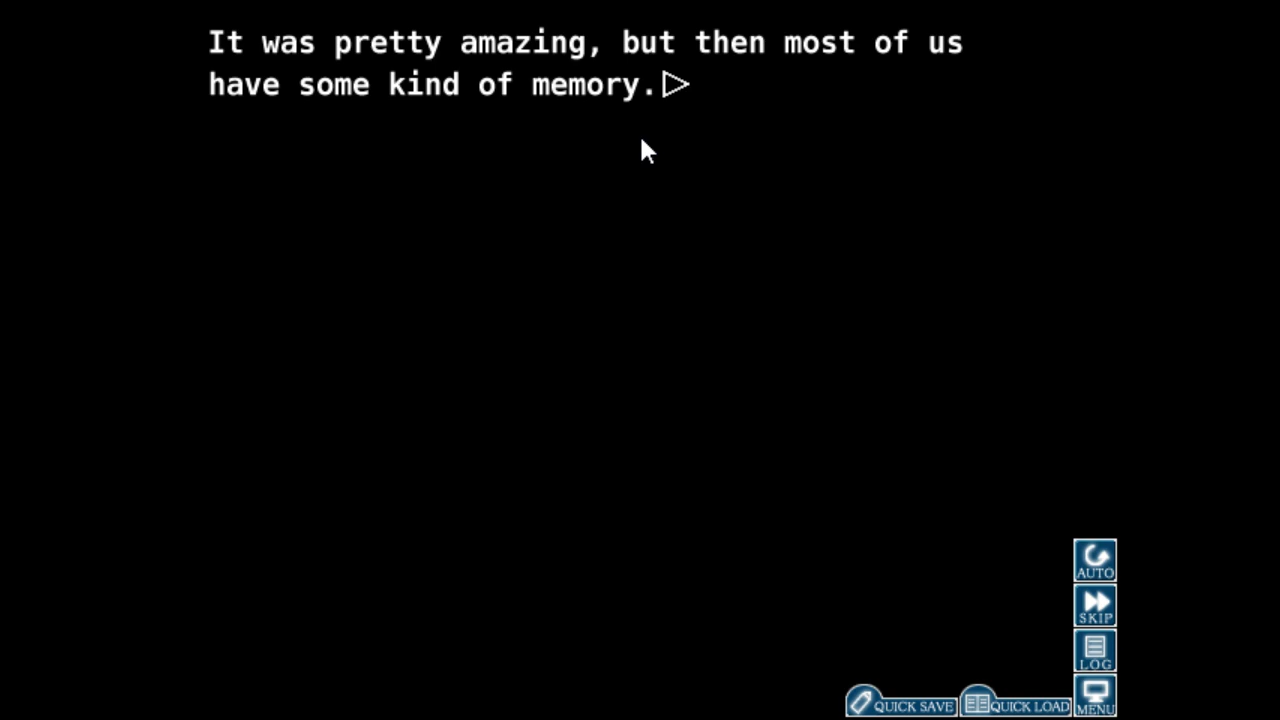 It was pretty amazing, but then most of us
have some kind of memory.
AUTO
SKIP
LOG
QUICK SAVE
QUICK LOAD
MENU